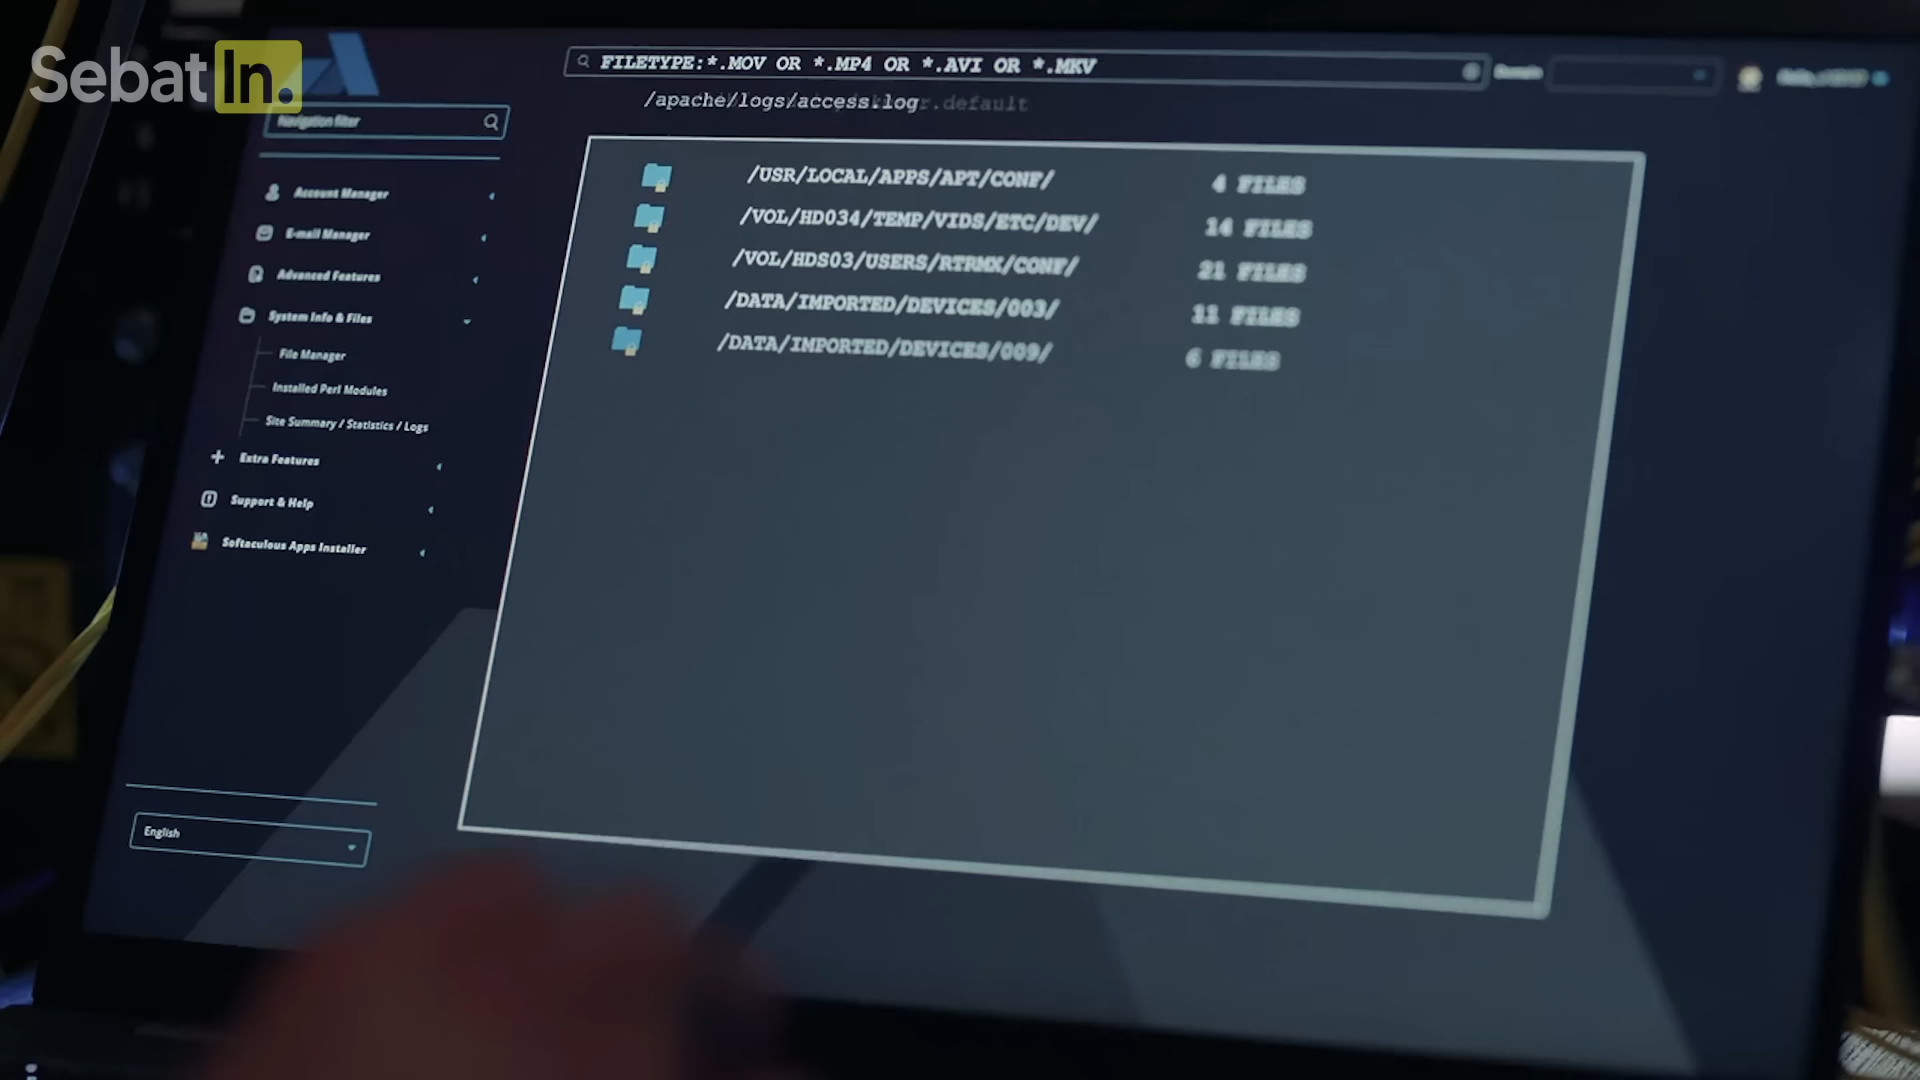 SebatIn.
FILETYPE:*.MOV OR *.MP4 OR *.AVI OR *.MKV
/apache/logs/access.log
Navigation filter
/USR/LOCAL/APPS/APT/CONF/ 4 FILES
/VOL/HD034/TEMP/VIDS/ETC/DEV/ 14 FILES
/VOL/HDS03/USERS/RTRMX/CONF/ 21 FILES
/DATA/IMPORTED/DEVICES/003/ 11 FILES
/DATA/IMPORTED/DEVICES/009/ 6 FILES
Account Manager
E-mail Manager
Advanced Features
System Info & Files
File Manager
Installed Perl Modules
Site Summary / Statistics / Logs
Extra Features
Support & Help
Softaculous Apps Installer
English